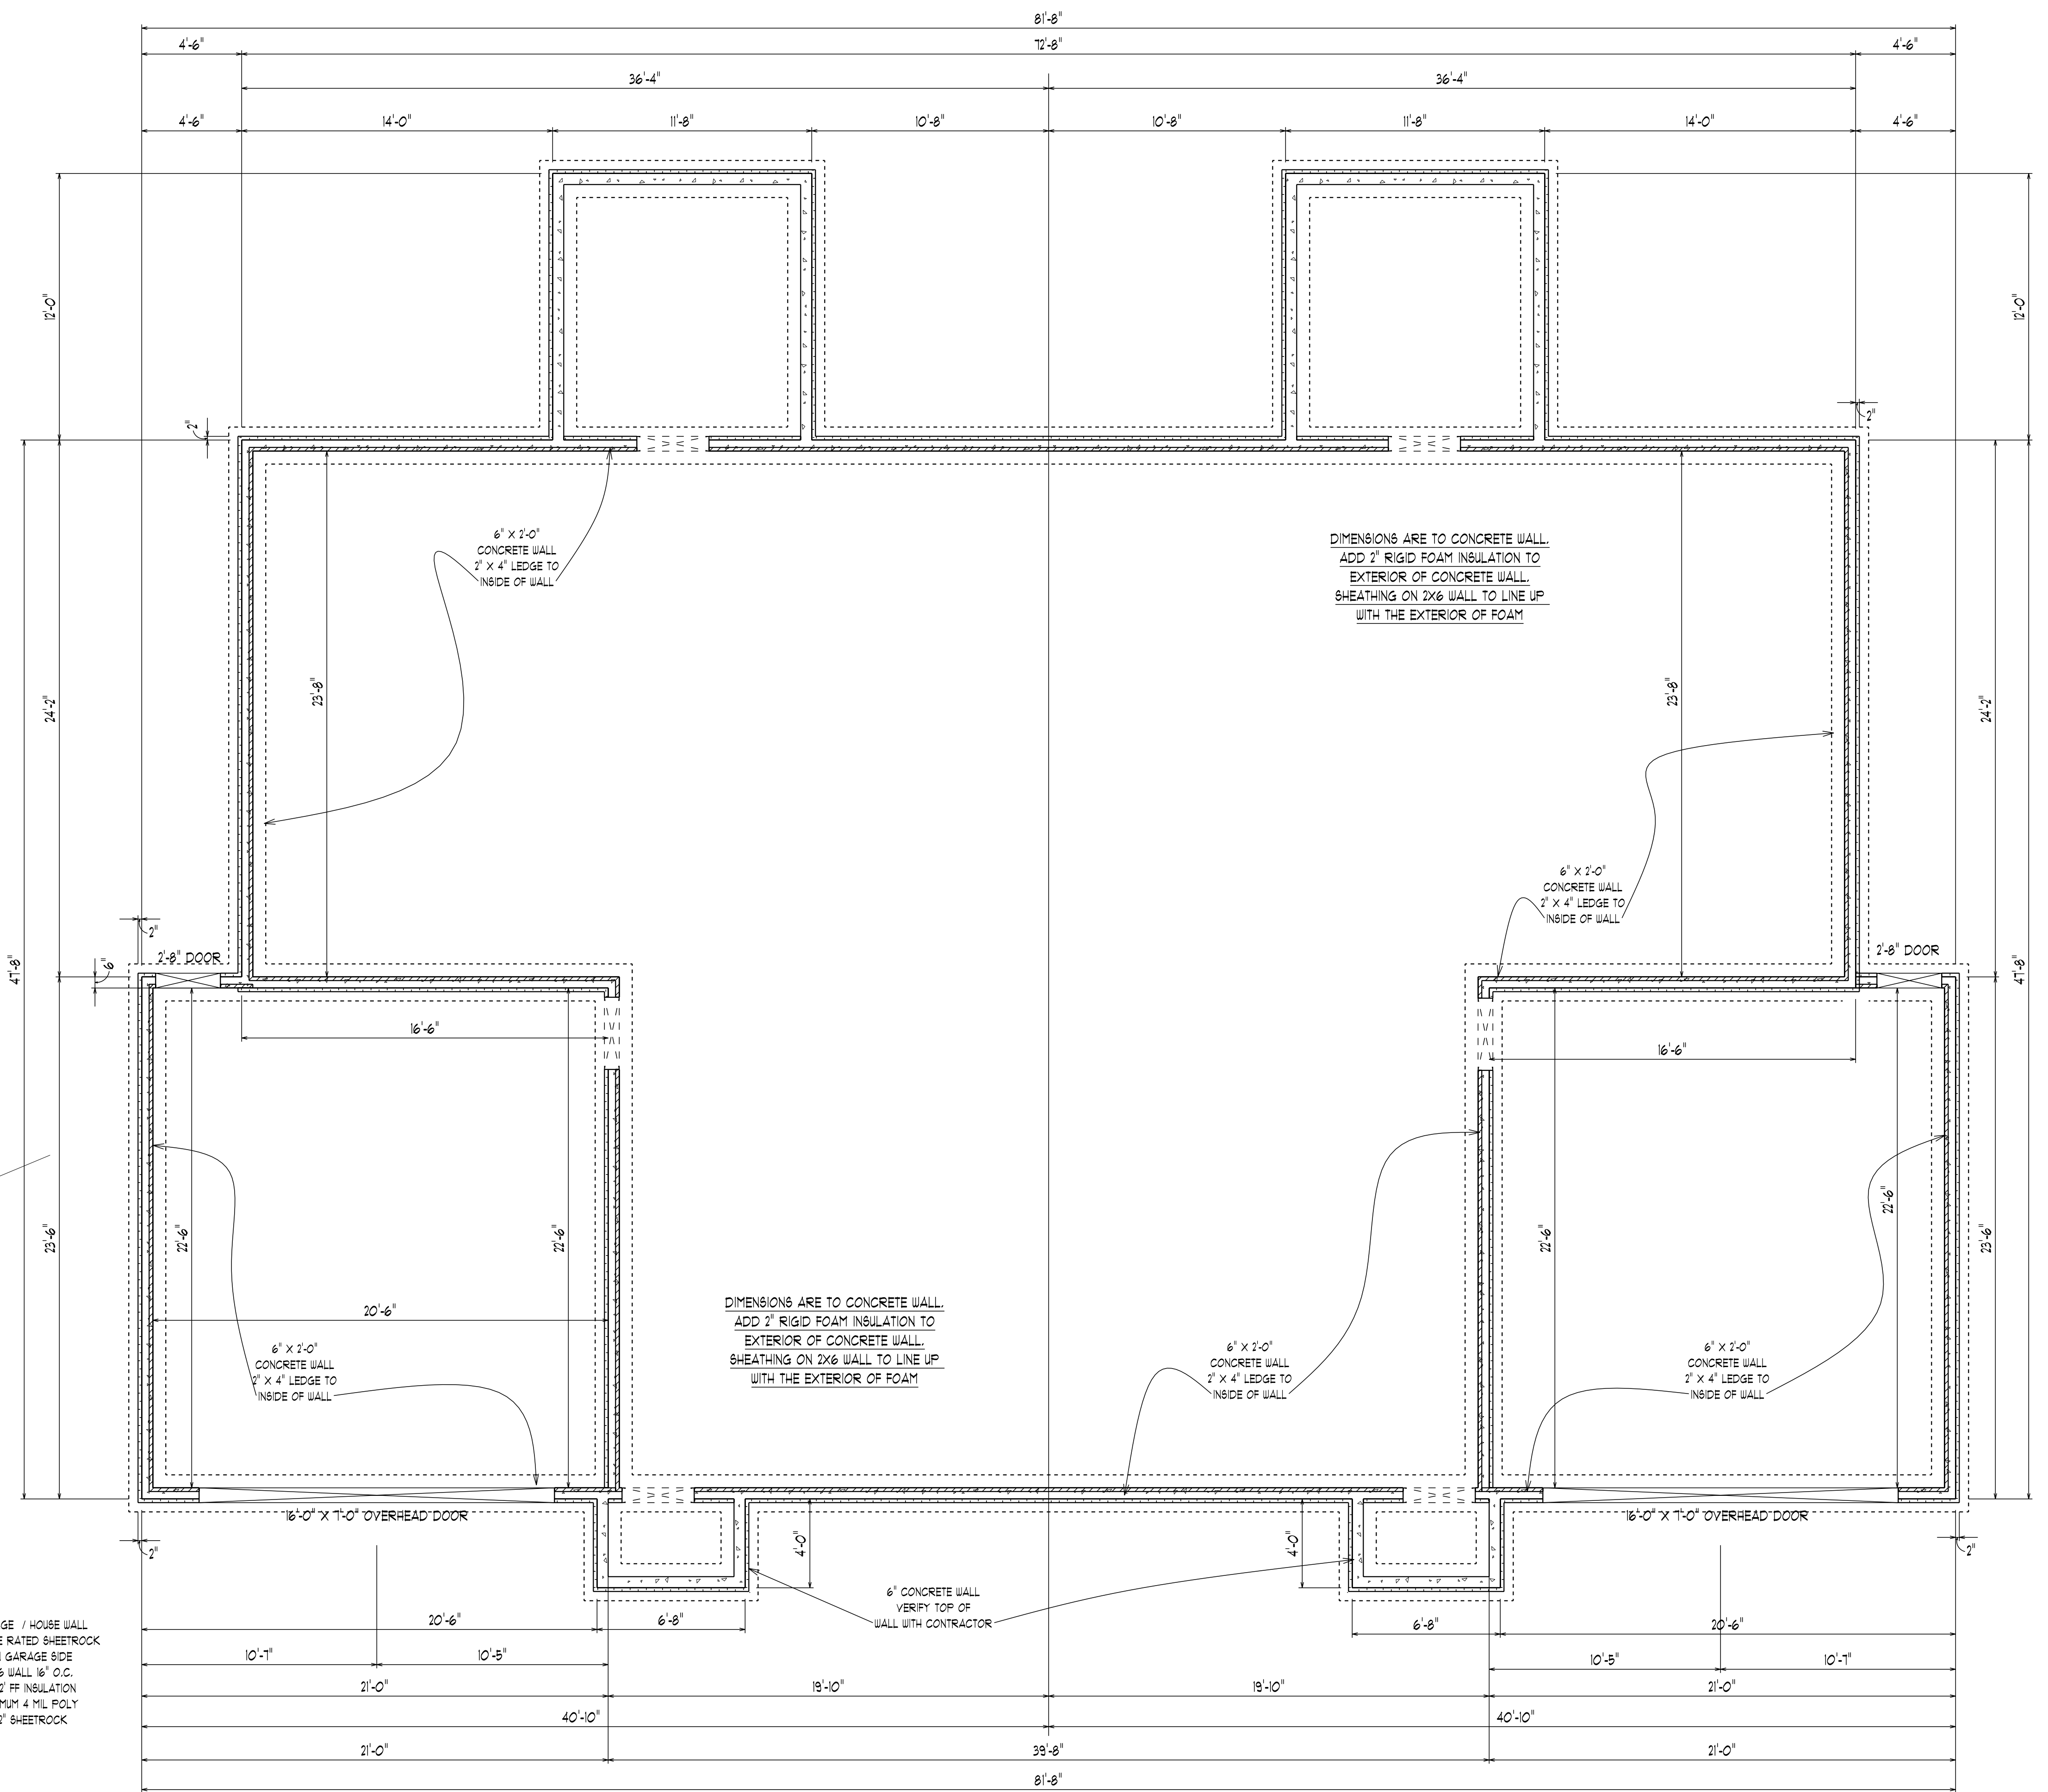 81'-8"
4'-6" 72'-8" 4'-6"
36'-4" 36'-4"
4'-6" 14'-0" 11'-8" 10'-8" 10'-8" 11'-8" 14'-0" 4'-6"
12'-0" 12'-0"
2" 2"
6" X 2'-0"
CONCRETE WALL
2" X 4" LEDGE TO
INSIDE OF WALL
DIMENSIONS ARE TO CONCRETE WALL.
ADD 2" RIGID FOAM INSULATION TO
EXTERIOR OF CONCRETE WALL.
SHEATHING ON 2X6 WALL TO LINE UP
WITH THE EXTERIOR OF FOAM
24'-2" 23'-8" 23'-8" 24'-2"
6" X 2'-0"
CONCRETE WALL
2" X 4" LEDGE TO
INSIDE OF WALL
2"
2'-8" DOOR 2'-8" DOOR
47'-8" 6" 47'-8"
16'-6" 16'-6"
23'-6" 22'-6" 22'-6" 22'-6" 22'-6" 23'-6"
20'-6"
DIMENSIONS ARE TO CONCRETE WALL.
ADD 2" RIGID FOAM INSULATION TO
EXTERIOR OF CONCRETE WALL.
SHEATHING ON 2X6 WALL TO LINE UP
WITH THE EXTERIOR OF FOAM
6" X 2'-0"
CONCRETE WALL
2" X 4" LEDGE TO
INSIDE OF WALL
6" X 2'-0"
CONCRETE WALL
2" X 4" LEDGE TO
INSIDE OF WALL
6" X 2'-0"
CONCRETE WALL
2" X 4" LEDGE TO
INSIDE OF WALL
16'-0" X 7'-0" OVERHEAD DOOR 16'-0" X 7'-0" OVERHEAD DOOR
2" 4'-0" 4'-0" 2"
6" CONCRETE WALL
VERIFY TOP OF
WALL WITH CONTRACTOR
GE / HOUSE WALL
E RATED SHEETROCK
GARAGE SIDE
WALL 16" O.C.
FF INSULATION
MUM 4 MIL POLY
2" SHEETROCK
20'-6" 6'-8" 6'-8" 20'-6"
10'-7" 10'-5" 10'-5" 10'-7"
21'-0" 19'-10" 19'-10" 21'-0"
40'-10" 40'-10"
21'-0" 39'-8" 21'-0"
81'-8"